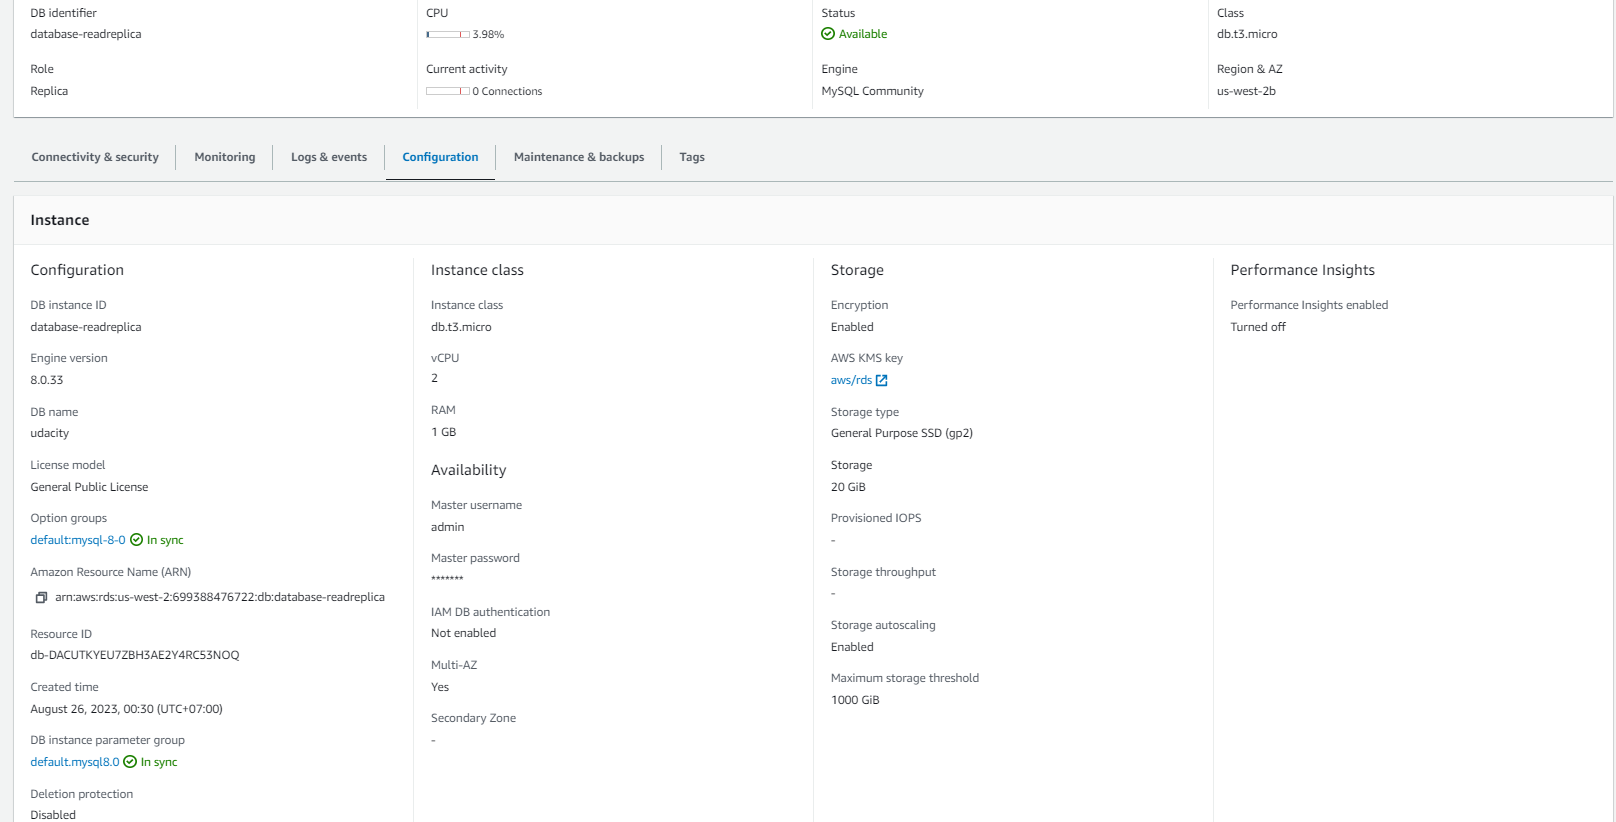 DB identifier
database-readreplica
CPU
3.98%
Status
Available
Class
db.t3.micro
Role
Replica
Current activity
0 Connections
Engine
MySQL Community
Region & AZ
us-west-2b
Connectivity & security
Monitoring
Logs & events
Configuration
Maintenance & backups
Tags
Instance
Configuration
DB instance ID
database-readreplica
Engine version
8.0.33
DB name
udacity
License model
General Public License
Option groups
default:mysql-8-0 In sync
Amazon Resource Name (ARN)
arn:aws:rds:us-west-2:699388476722:db:database-readreplica
Resource ID
db-DACUTKYEU7ZBH3AE2Y4RC53NOQ
Created time
August 26, 2023, 00:30 (UTC+07:00)
DB instance parameter group
default.mysql8.0 In sync
Deletion protection
Disabled
Instance class
Instance class
db.t3.micro
vCPU
2
RAM
1 GB
Availability
Master username
admin
Master password
*******
IAM DB authentication
Not enabled
Multi-AZ
Yes
Secondary Zone
-
Storage
Encryption
Enabled
AWS KMS key
aws/rds
Storage type
General Purpose SSD (gp2)
Storage
20 GiB
Provisioned IOPS
-
Storage throughput
-
Storage autoscaling
Enabled
Maximum storage threshold
1000 GiB
Performance Insights
Performance Insights enabled
Turned off